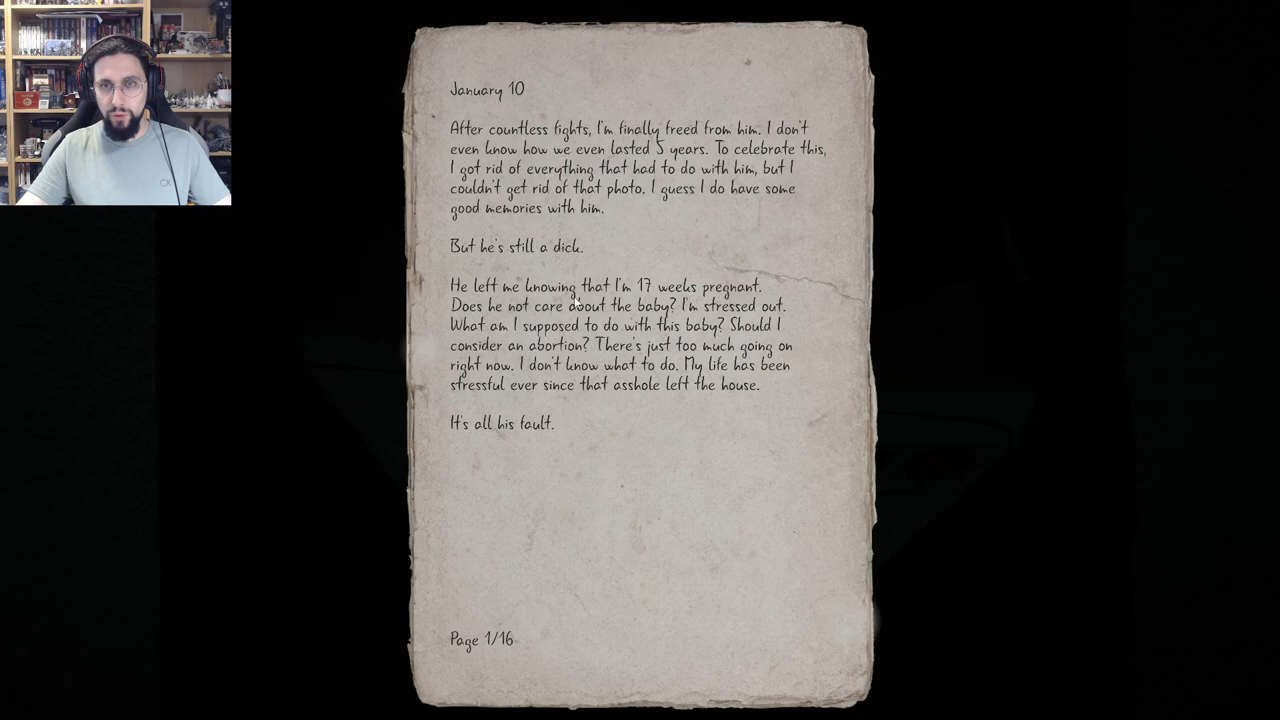 January 10
After countless fights, I'm finally freed from him. I don't
even know how we even lasted 5 years. To celebrate this,
I got rid of everything that had to do with him, but I
couldn't get rid of that photo. I guess I do have some
good memories with him.
But he's still a dick.
He left me knowing that I'm 17 weeks pregnant.
Does he not care about the baby? I'm stressed out.
What am I supposed to do with this baby? Should I
consider an abortion? There's just too much going on
right now. I don't know what to do. My life has been
stressful ever since that asshole left the house.
It's all his fault.
Page 1/16